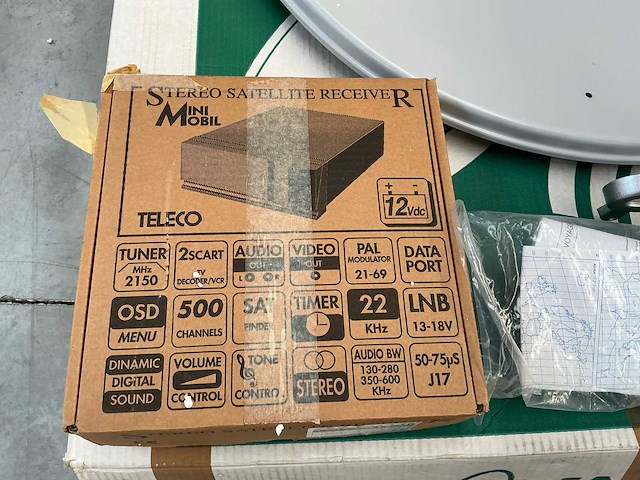 STEREO SATELLITE RECEIVER
MINI
MOBIL
+ -
12Vdc
TELECO
TUNER
MHz
2150
2SCART
TV
DECODER/VCR
AUDIO
OUT
L R
VIDEO
OUT
PAL
MODULATOR
21-69
DATA
PORT
OSD
MENU
500
CHANNELS
SAT
FINDER
TIMER
22
KHz
LNB
13-18V
DINAMIC
DIGITAL
SOUND
VOLUME
CONTROL
TONE
CONTRO
STEREO
AUDIO BW
130-280
350-600
KHz
50-75µS
J17